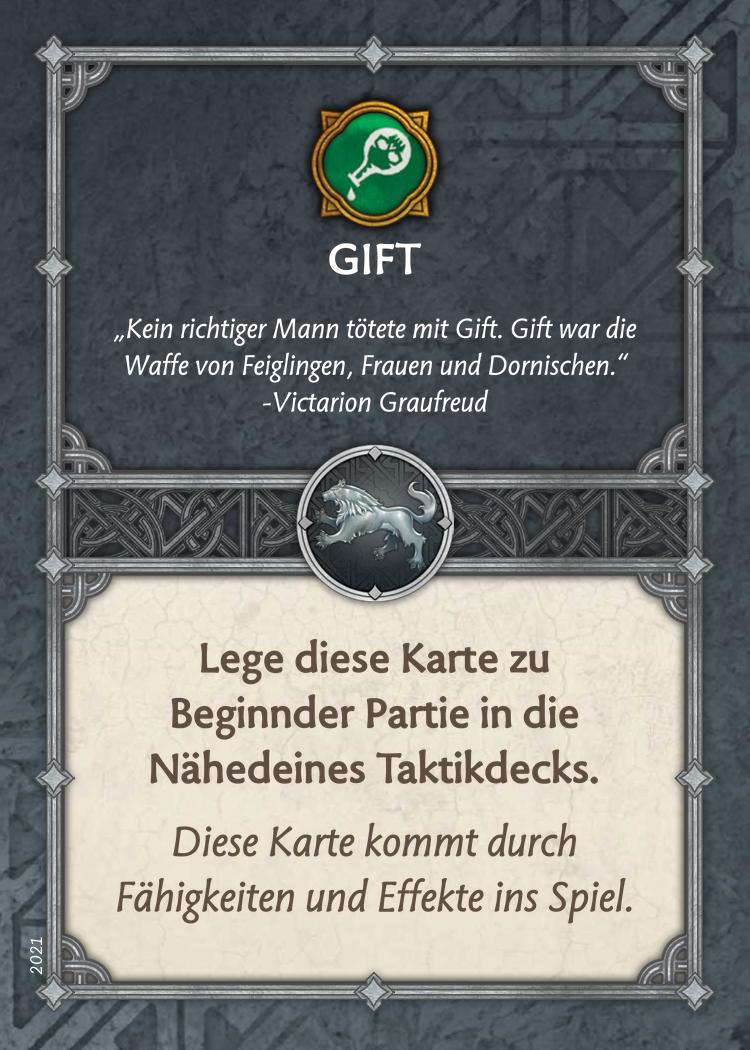 GIFT
„Kein richtiger Mann tötete mit Gift. Gift war die
Waffe von Feiglingen, Frauen und Dornischen.“
-Victarion Graufreud
Lege diese Karte zu
Beginnder Partie in die
Nähedeines Taktikdecks.
Diese Karte kommt durch
Fähigkeiten und Effekte ins Spiel.
2021